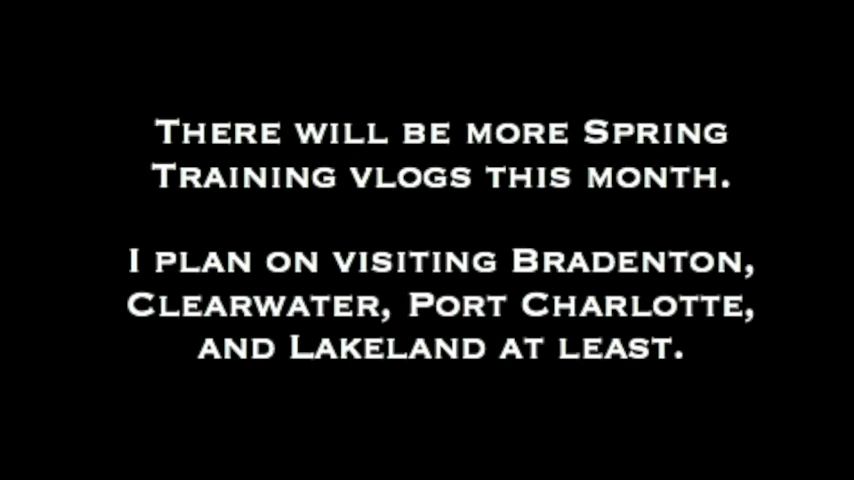 There will be more Spring
Training vlogs this month.
I plan on visiting Bradenton,
Clearwater, Port Charlotte,
and Lakeland at least.